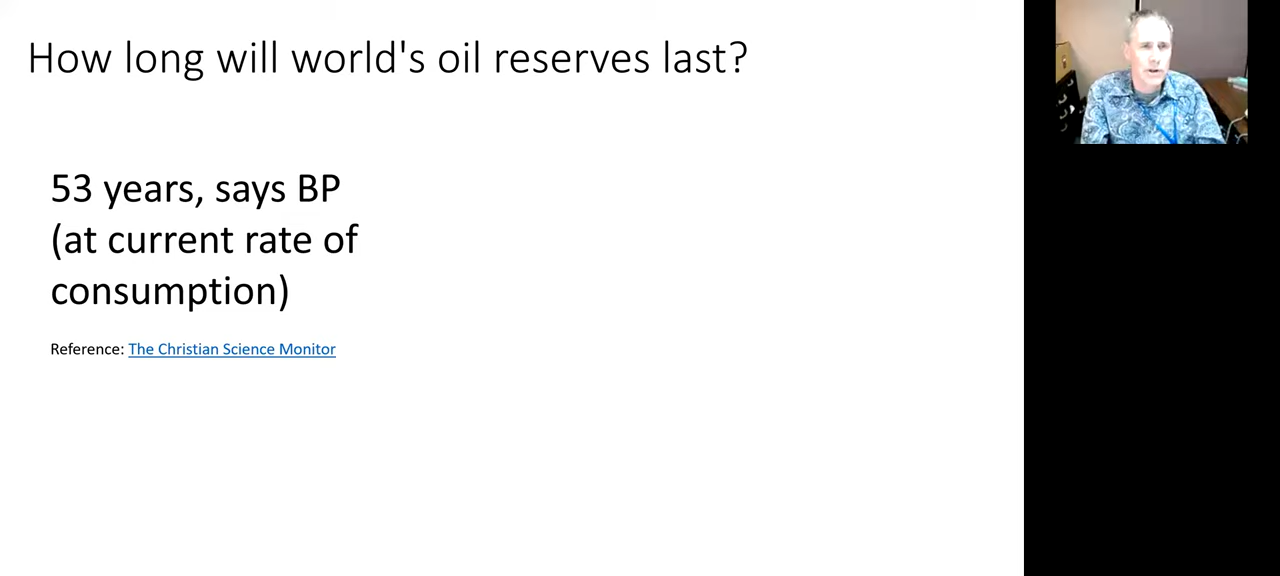 How long will world's oil reserves last?
53 years, says BP
(at current rate of
consumption)
Reference: The Christian Science Monitor